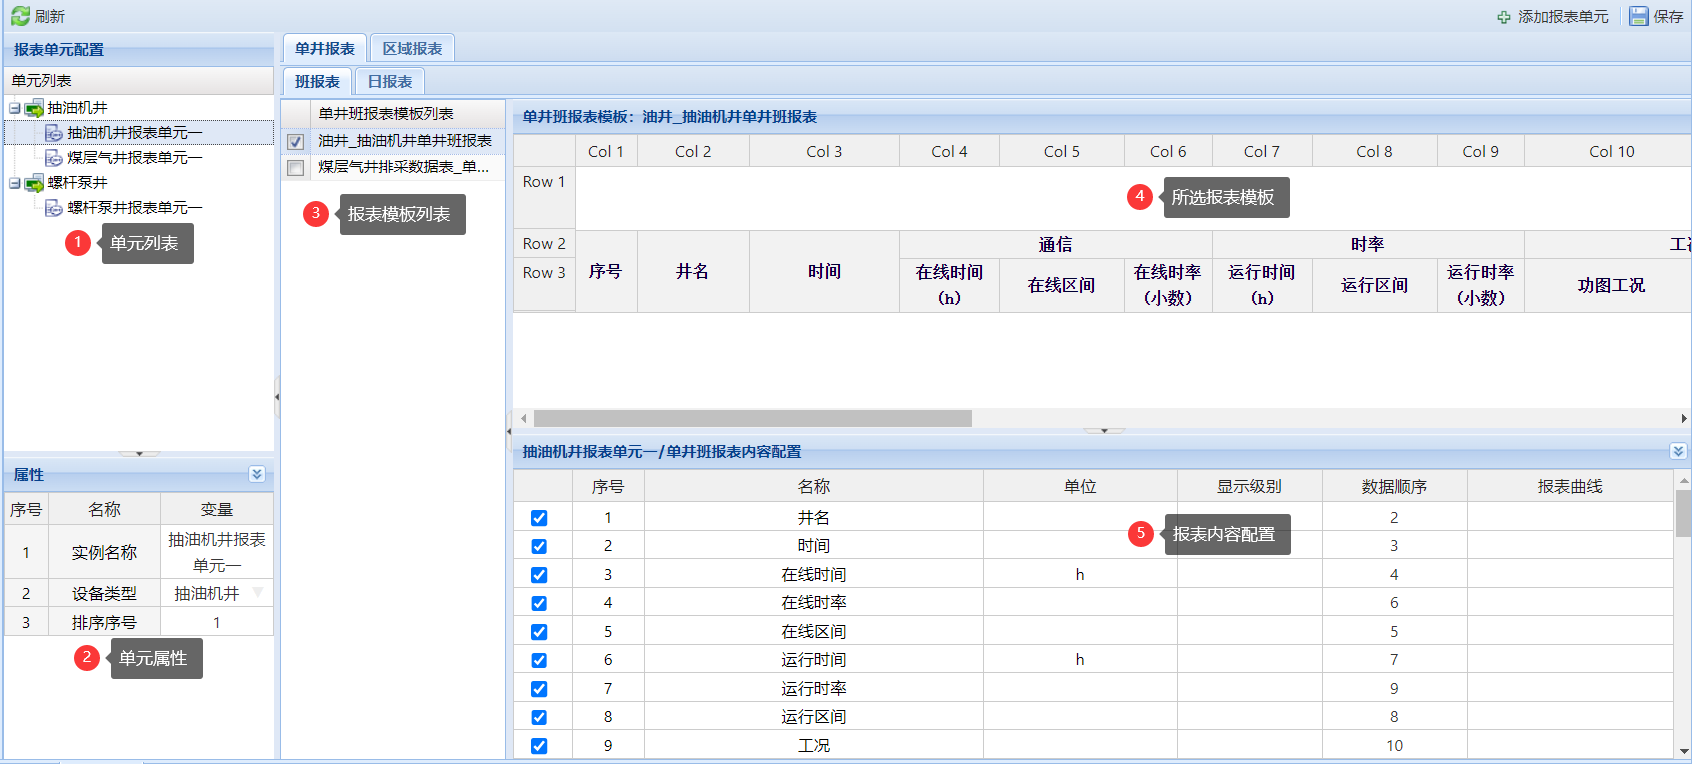 刷新
添加报表单元
保存
报表单元配置
单元列表
抽油机井
抽油机井报表单元一
煤层气井报表单元一
螺杆泵井
螺杆泵井报表单元一
1
单元列表
属性
序号 名称 变量
1 实例名称 抽油机井报表
单元一
2 设备类型 抽油机井
3 排序序号 1
2
单元属性
单井报表 区域报表
班报表 日报表
单井班报表模板列表
油井_抽油机井单井班报表
煤层气井排采数据表_单...
3
报表模板列表
单井班报表模板：油井_抽油机井单井班报表
Col 1 Col 2 Col 3 Col 4 Col 5 Col 6 Col 7 Col 8 Col 9 Col 10
Row 1
4
所选报表模板
Row 2 通信 时率
Row 3 序号 井名 时间 在线时间 在线区间 在线时率 运行时间 运行区间 运行时率 功图工况
(h) (小数) (h) (小数)
抽油机井报表单元一/单井班报表内容配置
序号 名称 单位 显示级别 数据顺序 报表曲线
1 井名 2
2 时间 3
3 在线时间 h 4
4 在线时率 6
5 在线区间 5
6 运行时间 h 7
7 运行时率 9
8 运行区间 8
9 工况 10
5
报表内容配置